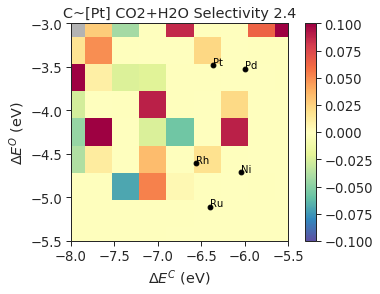 C~[Pt] CO2+H2O Selectivity 2.4
−3.0
−3.5
−4.0
−4.5
−5.0
−5.5
ΔE^O (eV)
−8.0 −7.5 −7.0 −6.5 −6.0 −5.5
ΔE^C (eV)
Pt
Pd
Rh
Ni
Ru
0.100
0.075
0.050
0.025
0.000
−0.025
−0.050
−0.075
−0.100